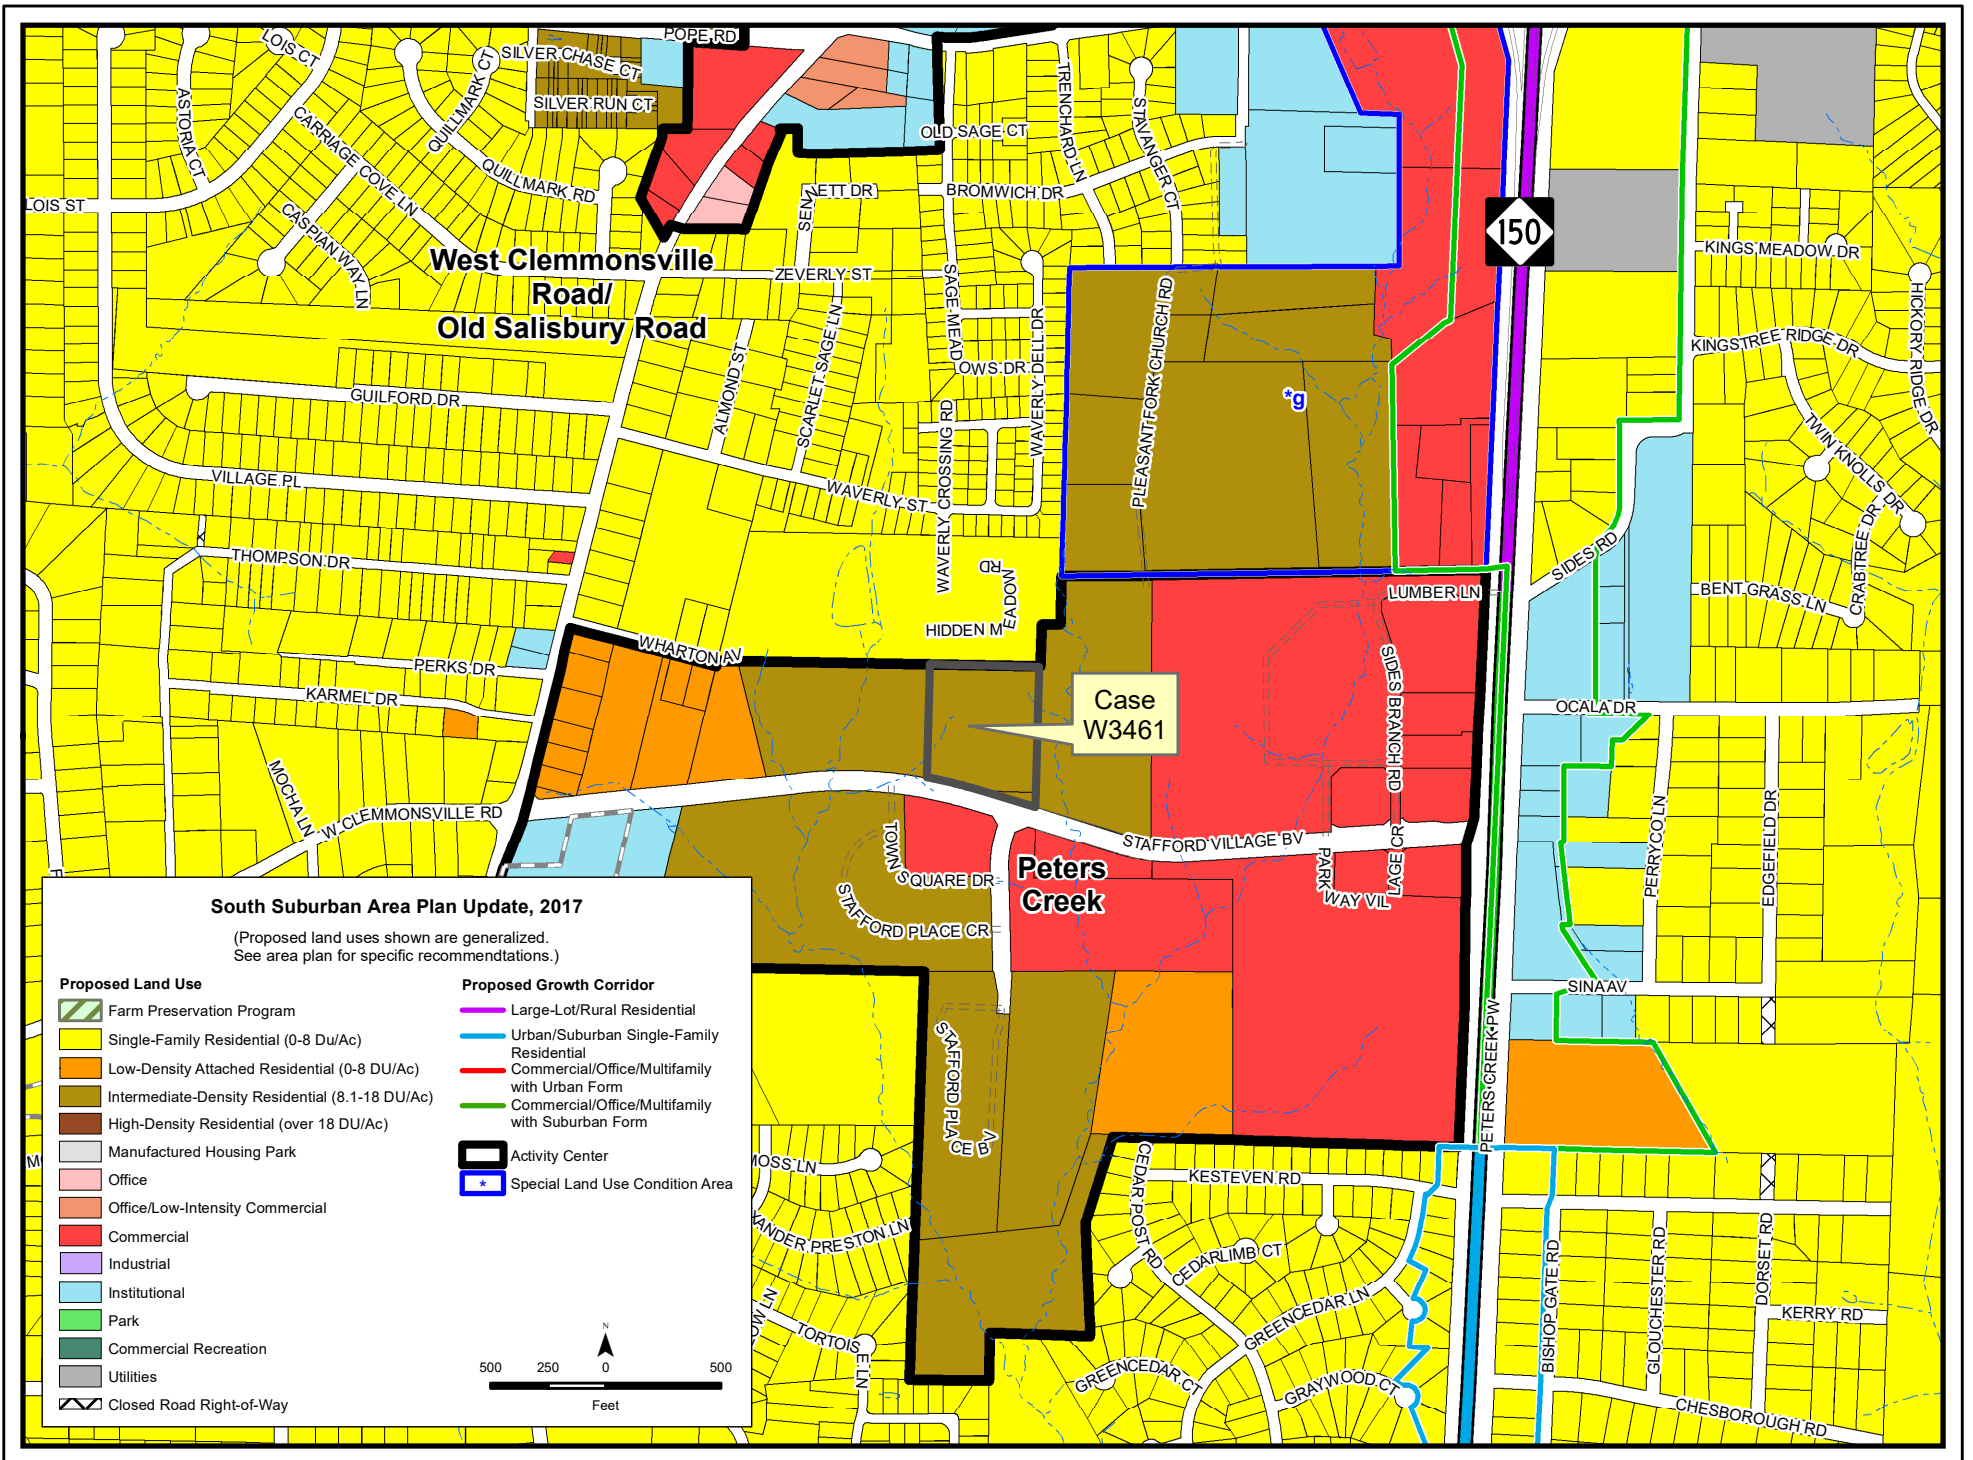 POPE RD
LOIS CT
SILVER CHASE CT
QUILLMARK CT
ASTORIA CT
SILVER RUN CT
CARRIAGE COVE LN
QUILLMARK RD
TRENCHARD LN
STAVANGER CT
OLD SAGE CT
LOIS ST
CASPIAN WAY LN
SENNETT DR
BROMWICH DR
150
West Clemmonsville
Road/
Old Salisbury Road
ZEVERLY ST
KINGS MEADOW DR
SAGE MEADOWS DR
WAVERLY DELL DR
PLEASANT FORK CHURCH RD
HICKORY RIDGE DR
KINGSTREE RIDGE DR
ALMOND ST
SCARLET SAGE LN
GUILFORD DR
*g
TWIN KNOLLS DR
WAVERLY CROSSING RD
VILLAGE PL
WAVERLY ST
THOMPSON DR
SIDES RD
CRABTREE DR
HIDDEN MEADOW RD
LUMBER LN
BENT GRASS LN
WHARTON AV
PERKS DR
KARMEL DR
SIDES BRANCH RD
Case
W3461
OCALA DR
MOCHA LN
W CLEMMONSVILLE RD
STAFFORD VILLAGE BV
PERRYCO LN
EDGEFIELD DR
TOWN SQUARE DR
Peters
Creek
PARKWAY VILLAGE CR
STAFFORD PLACE CR
SINA AV
PETERS CREEK PW
STAFFORD PLACE BV
F
M
South Suburban Area Plan Update, 2017
(Proposed land uses shown are generalized.
See area plan for specific recommendtations.)
Proposed Land Use
Farm Preservation Program
Single-Family Residential (0-8 Du/Ac)
Low-Density Attached Residential (0-8 DU/Ac)
Intermediate-Density Residential (8.1-18 DU/Ac)
High-Density Residential (over 18 DU/Ac)
Manufactured Housing Park
Office
Office/Low-Intensity Commercial
Commercial
Industrial
Institutional
Park
Commercial Recreation
Utilities
Closed Road Right-of-Way
Proposed Growth Corridor
Large-Lot/Rural Residential
Urban/Suburban Single-Family
Residential
Commercial/Office/Multifamily
with Urban Form
Commercial/Office/Multifamily
with Suburban Form
Activity Center
* Special Land Use Condition Area
N
500 250 0 500
Feet
MOSS LN
XANDER PRESTON LN
OW LN
TORTOISE LN
CEDAR POST RD
KESTEVEN RD
CEDARLIMB CT
GREENCEDAR LN
GREENCEDAR CT
GRAYWOOD CT
BISHOP GATE RD
GLOUCHESTER RD
DORSET RD
KERRY RD
CHESBOROUGH RD